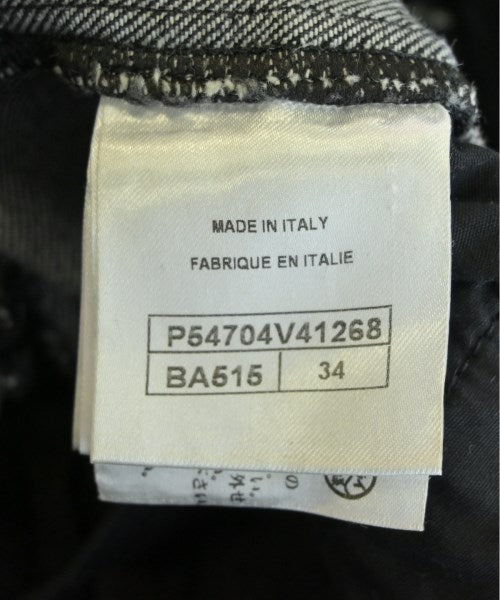 MADE IN ITALY
FABRIQUE EN ITALIE
P54704V41268
BA515 34